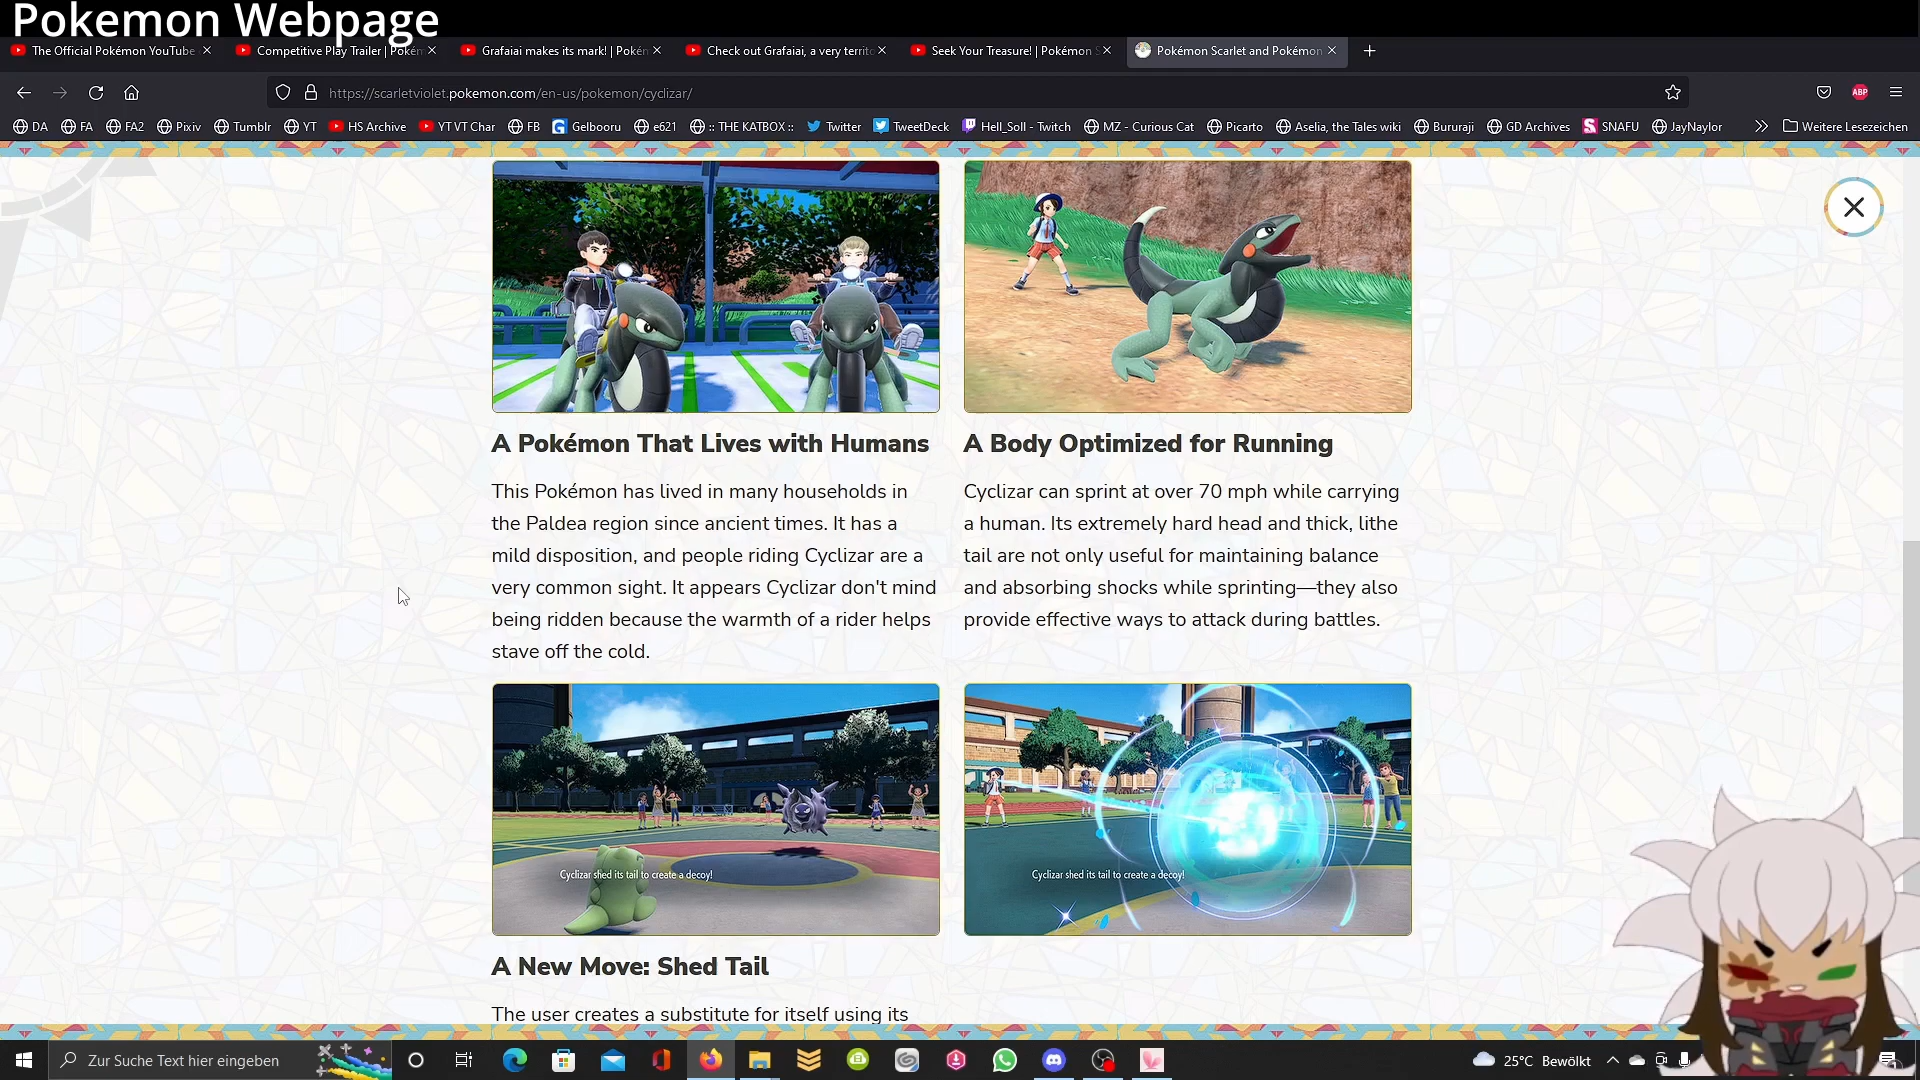 Pokemon Webpage
The Official Pokémon YouTube
Competitive Play Trailer | Pokém
Grafaiai makes its mark! | Pokén
Check out Grafaiai, a very territo
Seek Your Treasure! | Pokémon S
Pokémon Scarlet and Pokémon
https://scarletviolet.pokemon.com/en-us/pokemon/cyclizar/
ABP
DA
FA
FA2
Pixiv
Tumblr
YT
HS Archive
YT VT Char
FB
Gelbooru
e621
:: THE KATBOX ::
Twitter
TweetDeck
Hell_Soll - Twitch
MZ - Curious Cat
Picarto
Aselia, the Tales wiki
Bururaji
GD Archives
SNAFU
JayNaylor
Weitere Lesezeichen
A Pokémon That Lives with Humans
This Pokémon has lived in many households in
the Paldea region since ancient times. It has a
mild disposition, and people riding Cyclizar are a
very common sight. It appears Cyclizar don't mind
being ridden because the warmth of a rider helps
stave off the cold.
A Body Optimized for Running
Cyclizar can sprint at over 70 mph while carrying
a human. Its extremely hard head and thick, lithe
tail are not only useful for maintaining balance
and absorbing shocks while sprinting—they also
provide effective ways to attack during battles.
Cyclizar shed its tail to create a decoy!
Cyclizar shed its tail to create a decoy!
A New Move: Shed Tail
The user creates a substitute for itself using its
Zur Suche Text hier eingeben
25°C Bewölkt